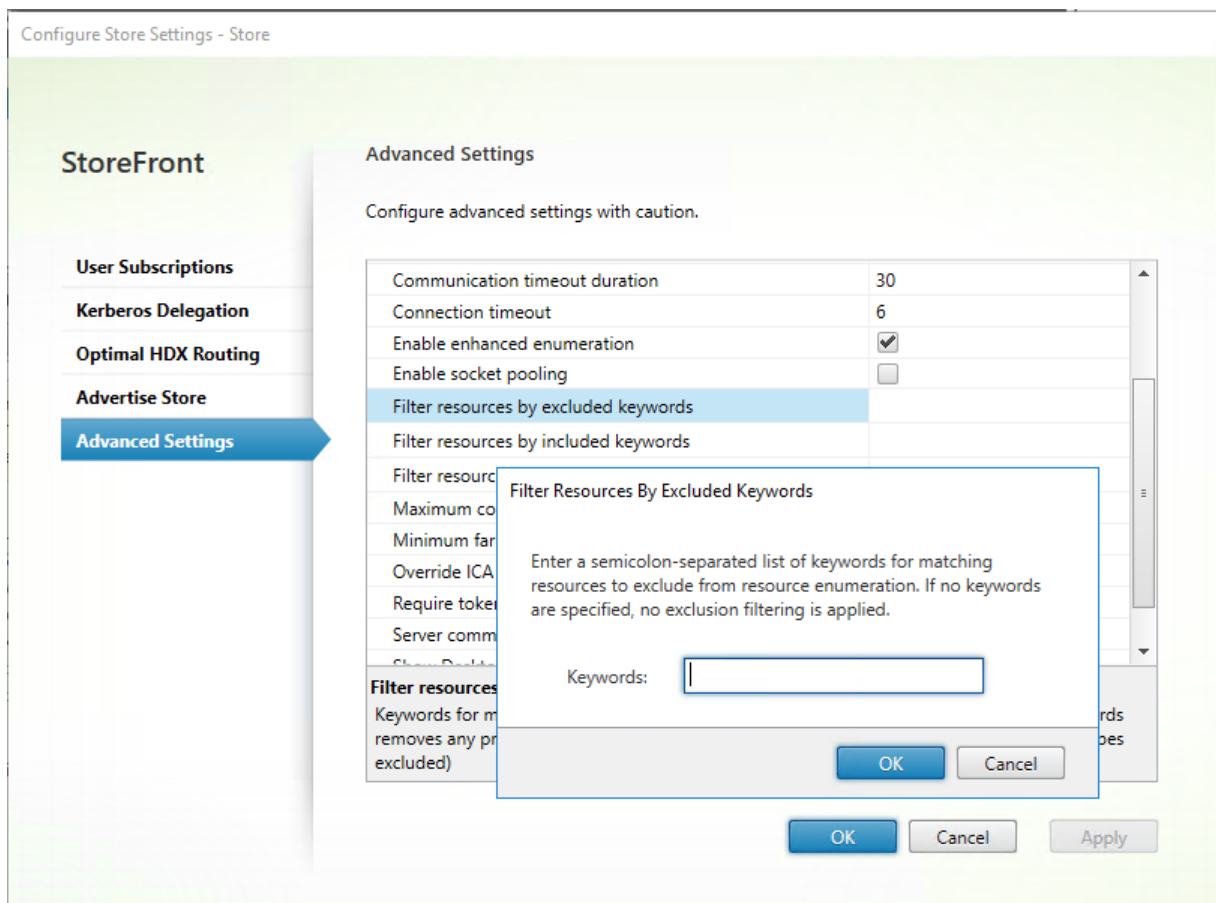 Configure Store Settings - Store
StoreFront
User Subscriptions
Kerberos Delegation
Optimal HDX Routing
Advertise Store
Advanced Settings
Advanced Settings
Configure advanced settings with caution.
Communication timeout duration 30
Connection timeout 6
Enable enhanced enumeration
Enable socket pooling
Filter resources by excluded keywords
Filter resources by included keywords
Filter resourc
Maximum co
Minimum far
Override ICA
Require toker
Server comm
Filter resources
Keywords for m rds
removes any pr pes
excluded)
Filter Resources By Excluded Keywords
Enter a semicolon-separated list of keywords for matching
resources to exclude from resource enumeration. If no keywords
are specified, no exclusion filtering is applied.
Keywords:
OK Cancel
OK Cancel Apply